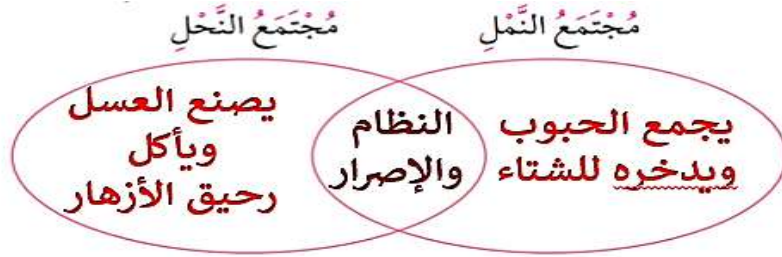 مُجْتَمَعُ النَّمْلِ
مُجْتَمَعُ النَّحْلِ
يجمع الحبوب
ويدخره للشتاء
النظام
والإصرار
يصنع العسل
ويأكل
رحيق الأزهار